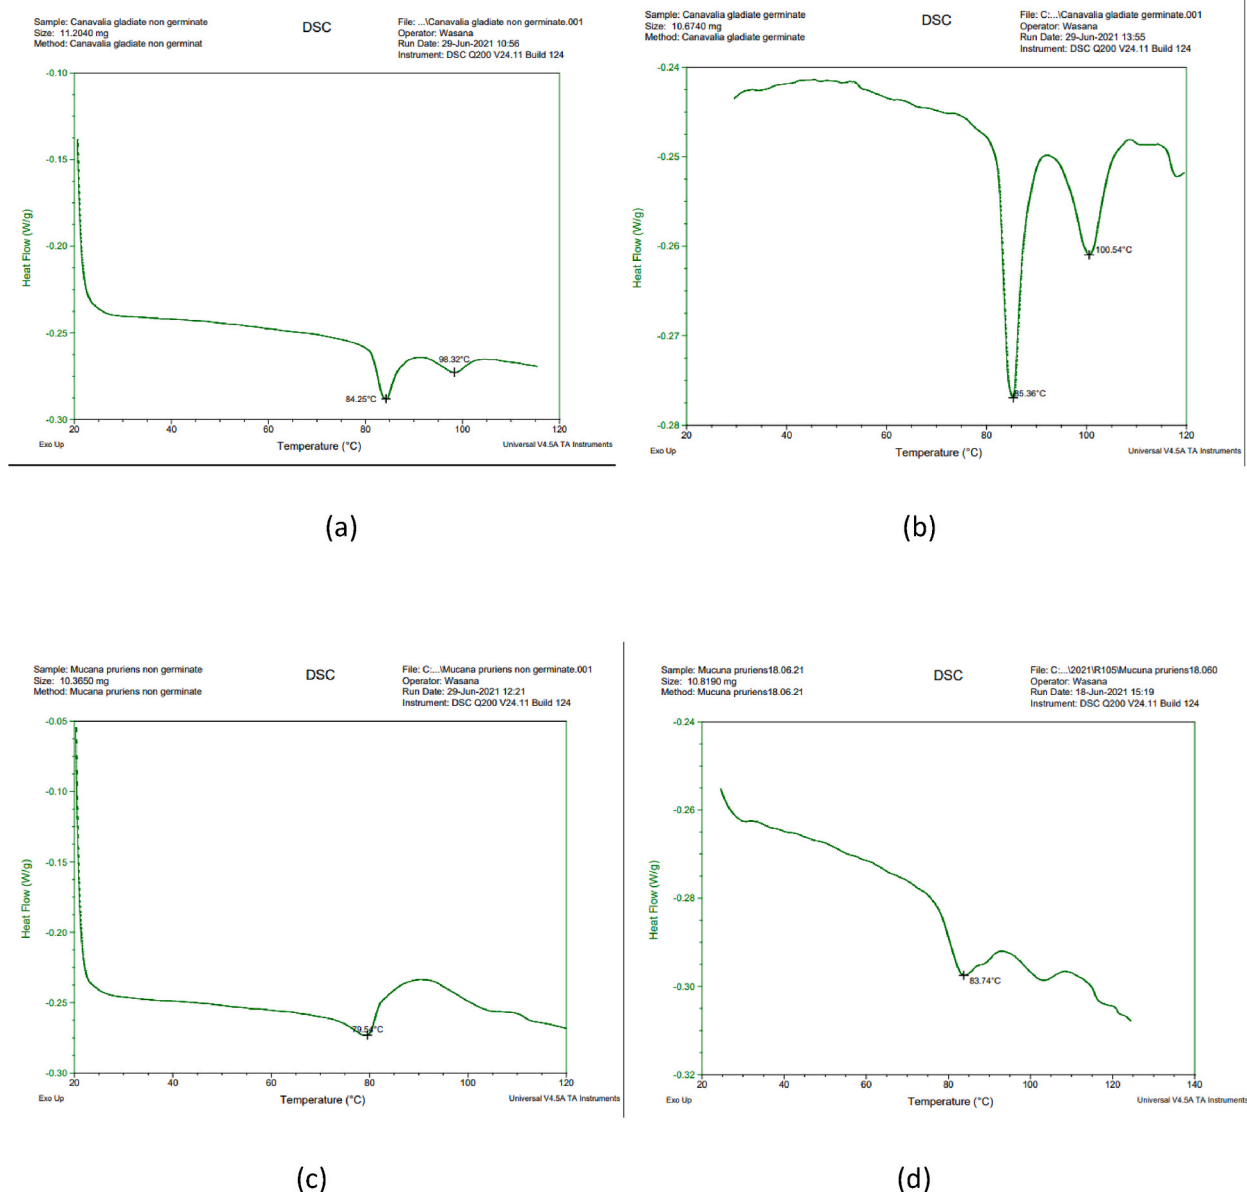 Sample: Canavalia gladiate non germinate
Size: 11.2040 mg
Method: Canavalia gladiate non germinat
DSC
File: ...\Canavalia gladiate non germinate.001
Operator: Wasana
Run Date: 29-Jun-2021 10:56
Instrument: DSC Q200 V24.11 Build 124
-0.10
-0.15
-0.20
-0.25
-0.30
Heat Flow (W/g)
84.25°C
98.32°C
20
40
60
80
100
120
Exo Up
Temperature (°C)
Universal V4.5A TA Instruments
(a)
Sample: Canavalia gladiate germinate
Size: 10.6740 mg
Method: Canavalia gladiate germinate
DSC
File: C:...\Canavalia gladiate germinate.001
Operator: Wasana
Run Date: 29-Jun-2021 13:55
Instrument: DSC Q200 V24.11 Build 124
-0.24
-0.25
-0.26
-0.27
-0.28
Heat Flow (W/g)
85.36°C
100.54°C
20
40
60
80
100
120
Exo Up
Temperature (°C)
Universal V4.5A TA Instruments
(b)
Sample: Mucana pruriens non germinate
Size: 10.3650 mg
Method: Mucana pruriens non germinate
DSC
File: C:...\Mucana pruriens non germinate.001
Operator: Wasana
Run Date: 29-Jun-2021 12:21
Instrument: DSC Q200 V24.11 Build 124
-0.05
-0.10
-0.15
-0.20
-0.25
-0.30
Heat Flow (W/g)
79.54°C
20
40
60
80
100
120
Exo Up
Temperature (°C)
Universal V4.5A TA Instruments
(c)
Sample: Mucuna pruriens18.06.21
Size: 10.8190 mg
Method: Mucuna pruriens18.06.21
DSC
File: C:...\2021\R105\Mucuna pruriens18.060
Operator: Wasana
Run Date: 18-Jun-2021 15:19
Instrument: DSC Q200 V24.11 Build 124
-0.24
-0.26
-0.28
-0.30
-0.32
Heat Flow (W/g)
83.74°C
20
40
60
80
100
120
140
Exo Up
Temperature (°C)
Universal V4.5A TA Instruments
(d)